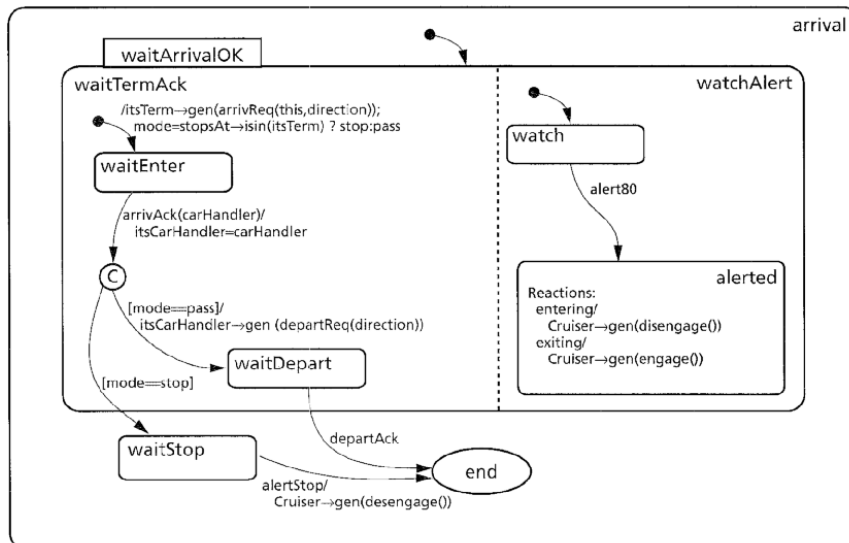 arrival
waitArrivalOK
waitTermAck
/itsTerm→gen(arrivReq(this,direction));
mode=stopsAt→isin(itsTerm) ? stop:pass
waitEnter
arrivAck(carHandler)/
itsCarHandler=carHandler
C
[mode==pass]/
itsCarHandler→gen (departReq(direction))
waitDepart
[mode==stop]
watchAlert
watch
alert80
alerted
Reactions:
entering/
Cruiser→gen(disengage())
exiting/
Cruiser→gen(engage())
waitStop
departAck
end
alertStop/
Cruiser→gen(desengage())